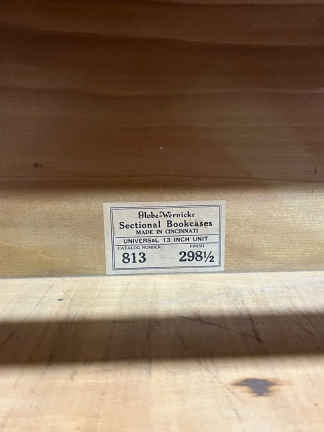 Globe-Wernicke
Sectional Bookcases
MADE IN CINCINNATI
UNIVERSAL 13 INCH UNIT
CATALOG NUMBER FINISH
813 298½